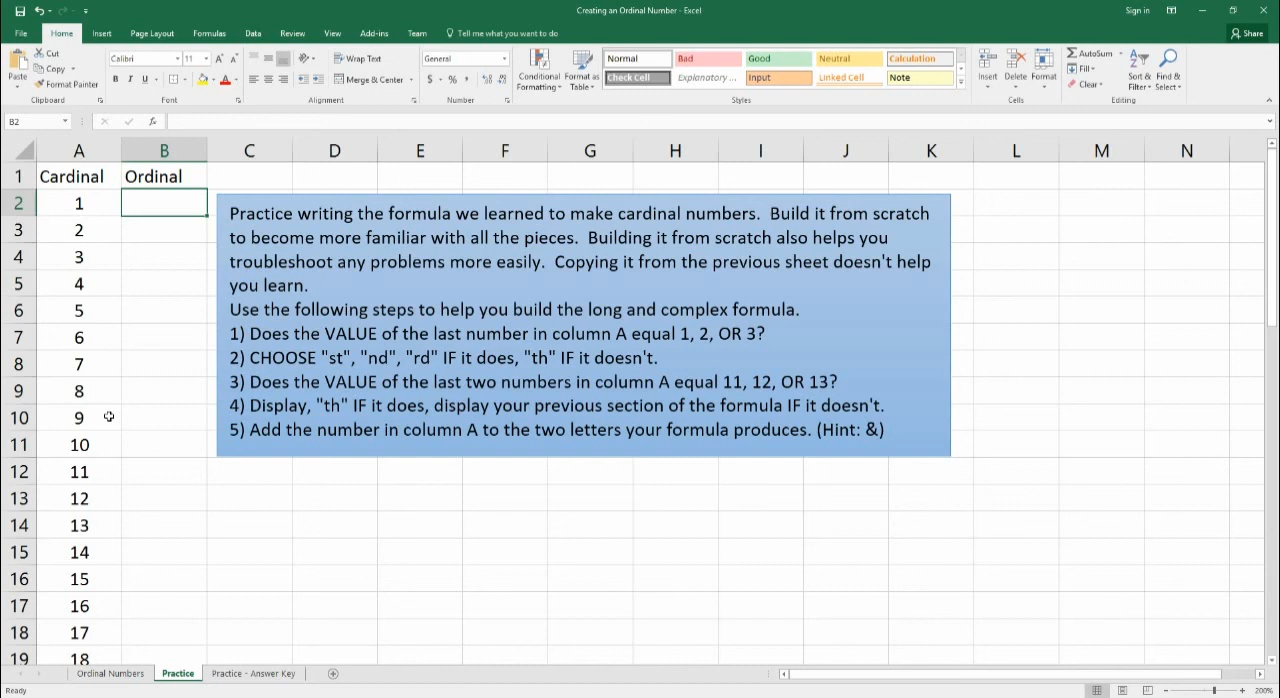 Creating an Ordinal Number - Excel
Sign in
File Home Insert Page Layout Formulas Data Review View Add-ins Team Tell me what you want to do
Share
Paste
Cut
Copy
Format Painter
Clipboard
Calibri 11
B I U
Font
Wrap Text
Merge & Center
Alignment
General
$ % ,
Number
Conditional Formatting
Format as Table
Normal Bad Good Neutral Calculation
Check Cell Explanatory ... Input Linked Cell Note
Styles
Insert Delete Format
Cells
AutoSum
Fill
Clear
Sort & Filter
Find & Select
Editing
B2
fx
A B C D E F G H I J K L M N
1 Cardinal Ordinal
2 1
3 2
4 3
5 4
6 5
7 6
8 7
9 8
10 9
11 10
12 11
13 12
14 13
15 14
16 15
17 16
18 17
19 18
Practice writing the formula we learned to make cardinal numbers. Build it from scratch
to become more familiar with all the pieces. Building it from scratch also helps you
troubleshoot any problems more easily. Copying it from the previous sheet doesn't help
you learn.
Use the following steps to help you build the long and complex formula.
1) Does the VALUE of the last number in column A equal 1, 2, OR 3?
2) CHOOSE "st", "nd", "rd" IF it does, "th" IF it doesn't.
3) Does the VALUE of the last two numbers in column A equal 11, 12, OR 13?
4) Display, "th" IF it does, display your previous section of the formula IF it doesn't.
5) Add the number in column A to the two letters your formula produces. (Hint: &)
Ordinal Numbers Practice Practice - Answer Key
Ready
200%